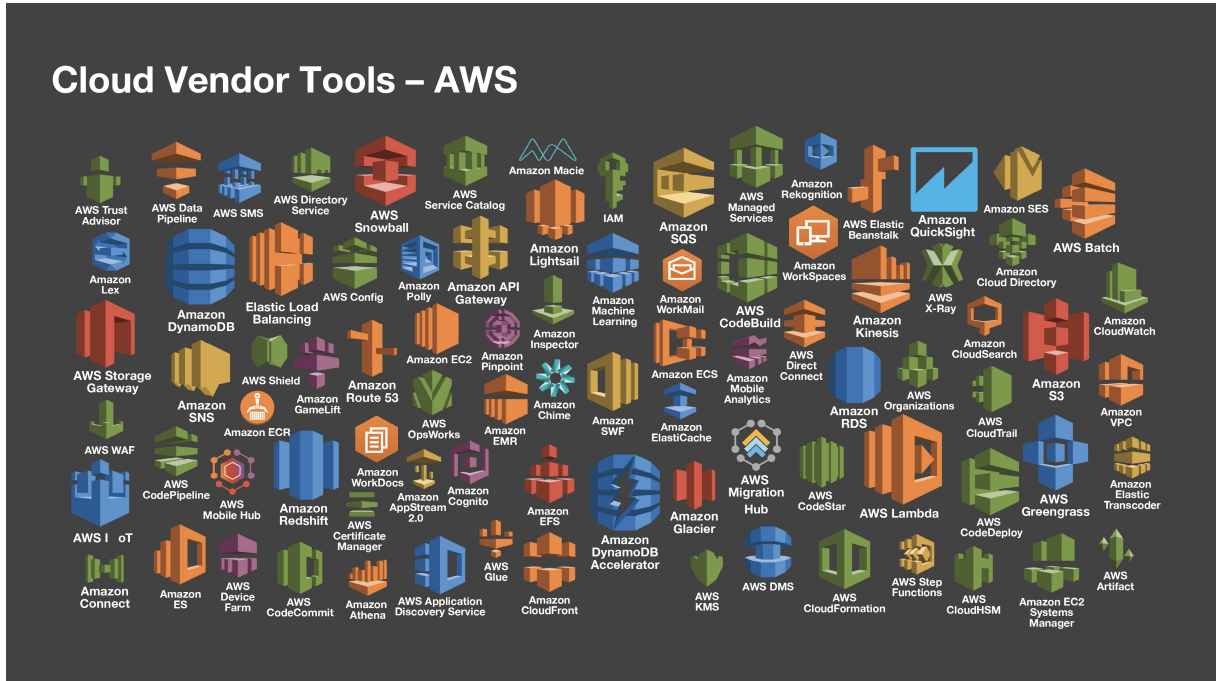 Cloud Vendor Tools – AWS
AWS Trust
Advisor
AWS Data
Pipeline
AWS SMS
AWS Directory
Service
AWS
Snowball
AWS
Service Catalog
Amazon Macie
Amazon
Lightsail
IAM
Amazon
SQS
AWS
Managed
Services
Amazon
Rekognition
AWS Elastic
Beanstalk
Amazon
QuickSight
Amazon SES
AWS Batch
Amazon
Lex
Amazon
DynamoDB
Elastic Load
Balancing
AWS Config
Amazon
Polly
Amazon API
Gateway
Amazon
Inspector
Amazon
Machine
Learning
Amazon
WorkMail
AWS
CodeBuild
Amazon
WorkSpaces
Amazon
Kinesis
AWS
X-Ray
Amazon
Cloud Directory
Amazon
CloudWatch
AWS Storage
Gateway
Amazon
SNS
AWS Shield
Amazon
GameLift
Amazon
Route 53
Amazon EC2
Amazon
Pinpoint
Amazon
Chime
Amazon
SWF
Amazon ECS
Amazon
Mobile
Analytics
AWS
Direct
Connect
Amazon
RDS
AWS
Organizations
Amazon
CloudSearch
Amazon
S3
Amazon
VPC
AWS WAF
AWS
CodePipeline
Amazon ECR
AWS
Mobile Hub
Amazon
Redshift
Amazon
WorkDocs
AWS
OpsWorks
Amazon
AppStream
2.0
Amazon
Cognito
Amazon
EMR
Amazon
EFS
Amazon
ElastiCache
Amazon
DynamoDB
Accelerator
Amazon
Glacier
AWS
Migration
Hub
AWS
CodeStar
AWS Lambda
AWS
CloudTrail
AWS
CodeDeploy
AWS
Greengrass
Amazon
Elastic
Transcoder
AWS I oT
Amazon
Connect
Amazon
ES
AWS
Device
Farm
AWS
CodeCommit
AWS
Certificate
Manager
Amazon
Athena
AWS Application
Discovery Service
AWS
Glue
Amazon
CloudFront
AWS
KMS
AWS DMS
AWS
CloudFormation
AWS Step
Functions
AWS
CloudHSM
Amazon EC2
Systems
Manager
AWS
Artifact